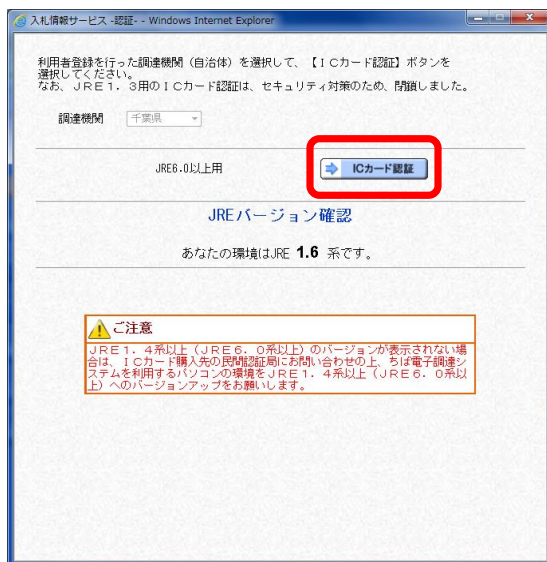 入札情報サービス -認証- - Windows Internet Explorer
利用者登録を行った調達機関（自治体）を選択して、【ＩＣカード認証】ボタンを
選択してください。
なお、ＪＲＥ１．３用のＩＣカード認証は、セキュリティ対策のため、閉鎖しました。
調達機関 千葉県
JRE6.0以上用 ICカード認証
JREバージョン確認
あなたの環境はJRE 1.6 系です。
ご注意
ＪＲＥ１．４系以上（ＪＲＥ６．０系以上）のバージョンが表示されない場
合は、ＩＣカード購入先の民間認証局にお問い合わせの上、ちば電子調達シ
ステムを利用するパソコンの環境をＪＲＥ１．４系以上（ＪＲＥ６．０系以
上）へのバージョンアップをお願いします。